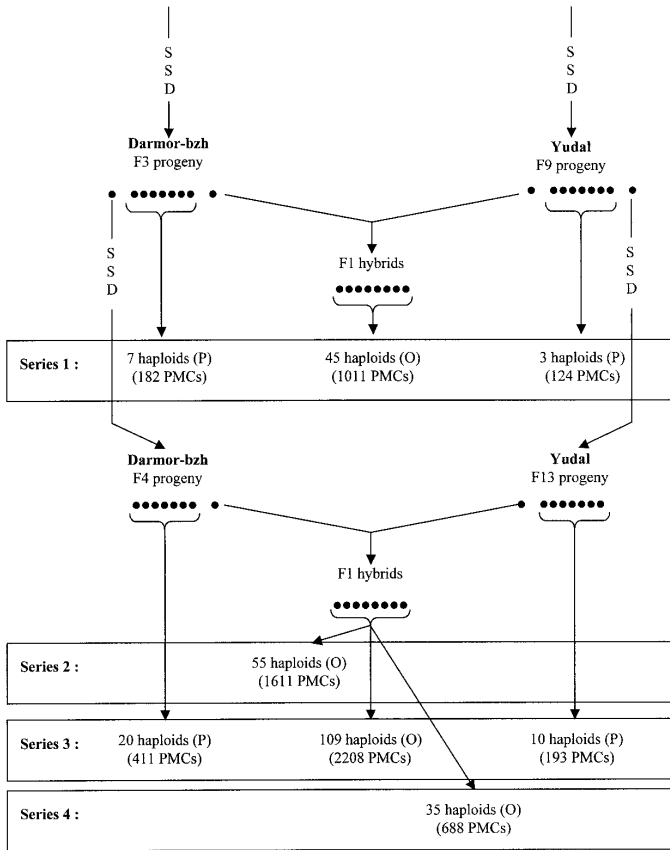 S
S
D
S
S
D
Darmor-bzh
F3 progeny
Yudal
F9 progeny
S
S
D
S
S
D
F1 hybrids
Series 1 :
7 haploids (P)
(182 PMCs)
45 haploids (O)
(1011 PMCs)
3 haploids (P)
(124 PMCs)
Darmor-bzh
F4 progeny
Yudal
F13 progeny
F1 hybrids
Series 2 :
55 haploids (O)
(1611 PMCs)
Series 3 :
20 haploids (P)
(411 PMCs)
109 haploids (O)
(2208 PMCs)
10 haploids (P)
(193 PMCs)
Series 4 :
35 haploids (O)
(688 PMCs)